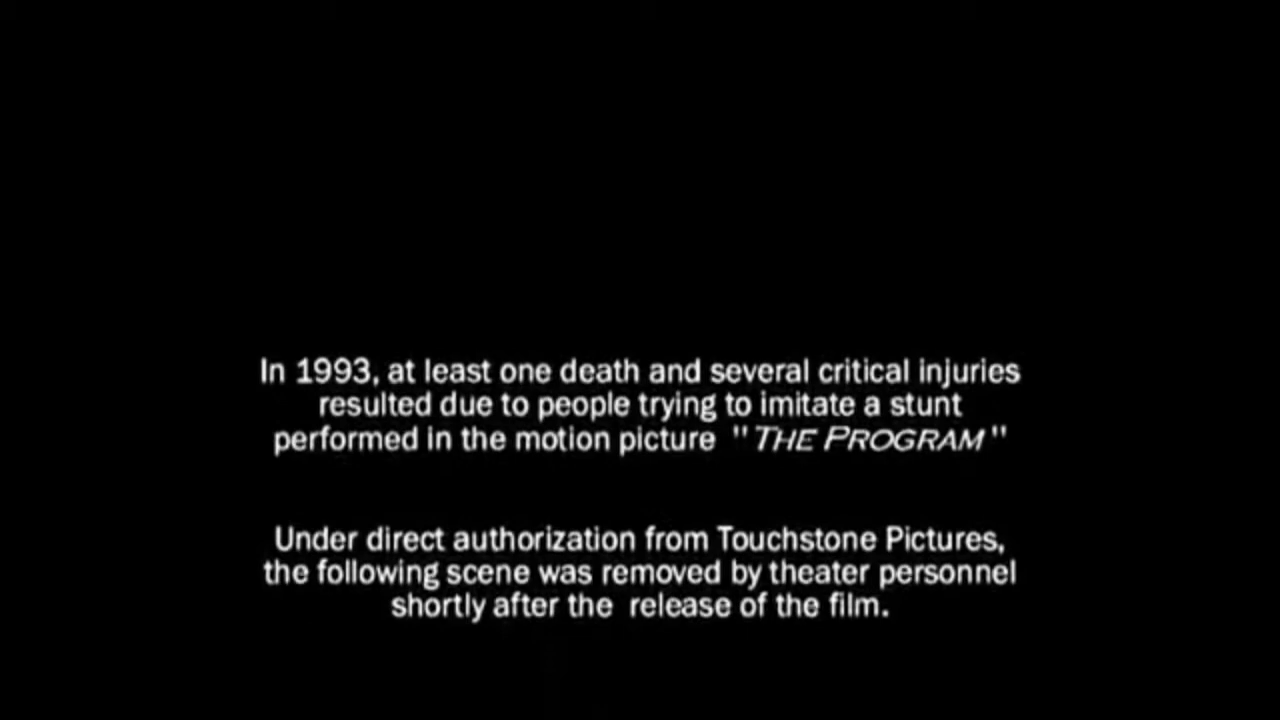 In 1993, at least one death and several critical injuries
resulted due to people trying to imitate a stunt
performed in the motion picture "THE PROGRAM"
Under direct authorization from Touchstone Pictures,
the following scene was removed by theater personnel
shortly after the release of the film.